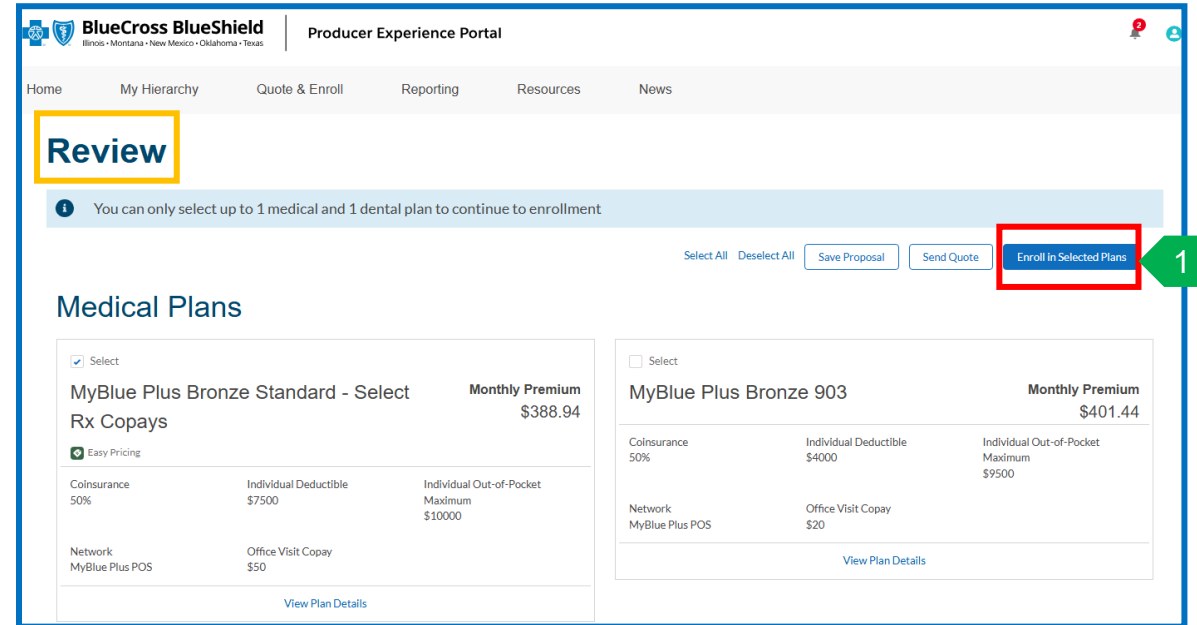 BlueCross BlueShield
Illinois • Montana • New Mexico • Oklahoma • Texas
Producer Experience Portal
2
Home My Hierarchy Quote & Enroll Reporting Resources News
Review
You can only select up to 1 medical and 1 dental plan to continue to enrollment
Select All Deselect All Save Proposal Send Quote Enroll in Selected Plans
1
Medical Plans
Select
MyBlue Plus Bronze Standard - Select
Rx Copays
Monthly Premium
$388.94
Easy Pricing
Coinsurance
50%
Individual Deductible
$7500
Individual Out-of-Pocket
Maximum
$10000
Network
MyBlue Plus POS
Office Visit Copay
$50
View Plan Details
Select
MyBlue Plus Bronze 903
Monthly Premium
$401.44
Coinsurance
50%
Individual Deductible
$4000
Individual Out-of-Pocket
Maximum
$9500
Network
MyBlue Plus POS
Office Visit Copay
$20
View Plan Details